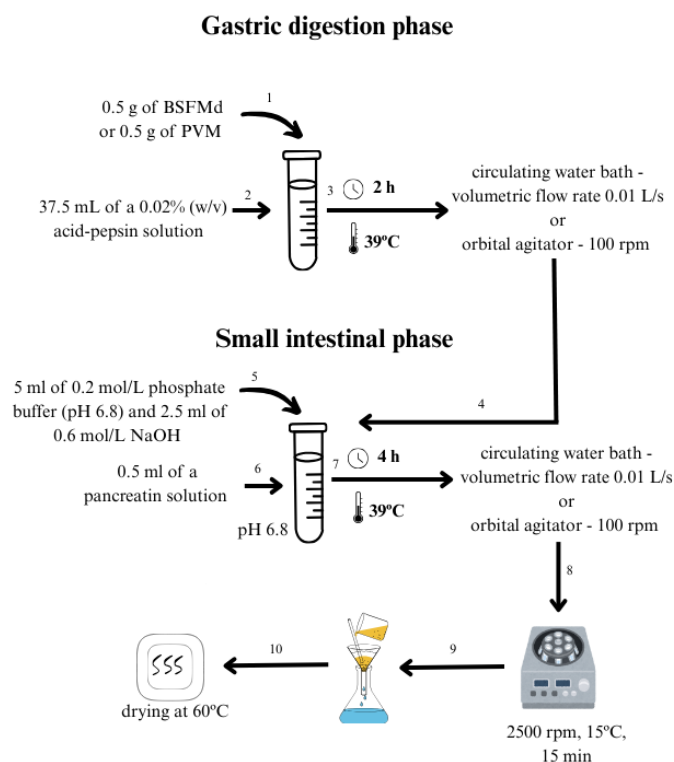 Gastric digestion phase
1
0.5 g of BSFMd
or 0.5 g of PVM
2
37.5 mL of a 0.02% (w/v)
acid-pepsin solution
3
2 h
39ºC
circulating water bath -
volumetric flow rate 0.01 L/s
or
orbital agitator - 100 rpm
4
Small intestinal phase
5
5 ml of 0.2 mol/L phosphate
buffer (pH 6.8) and 2.5 ml of
0.6 mol/L NaOH
6
0.5 ml of a
pancreatin solution
pH 6.8
7
4 h
39ºC
circulating water bath -
volumetric flow rate 0.01 L/s
or
orbital agitator - 100 rpm
8
2500 rpm, 15ºC,
15 min
9
10
drying at 60ºC